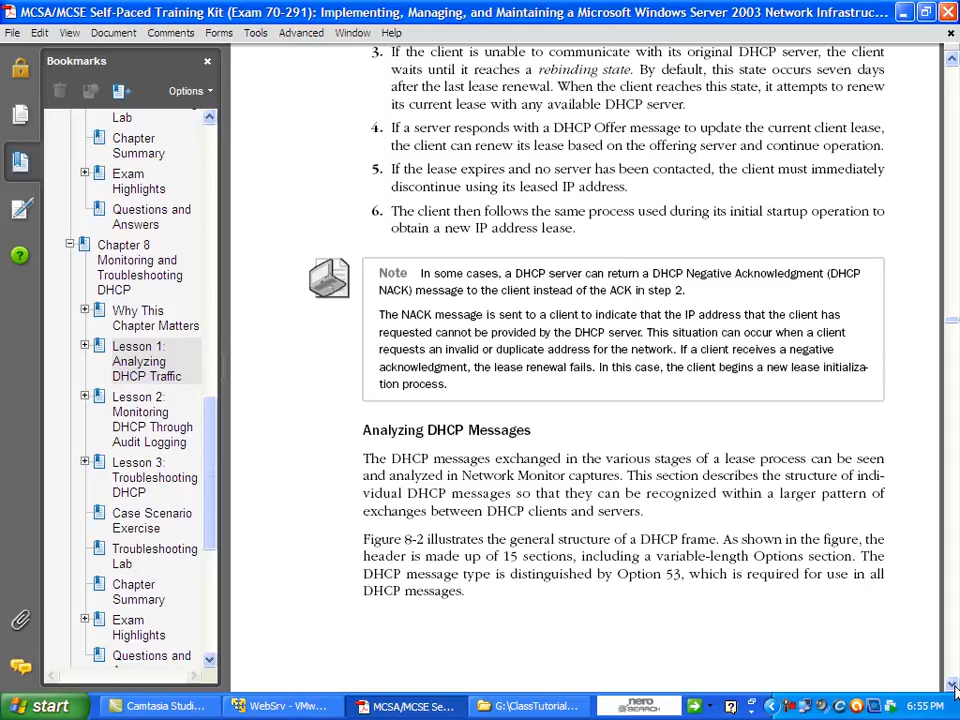 MCSA/MCSE Self-Paced Training Kit (Exam 70-291): Implementing, Managing, and Maintaining a Microsoft Windows Server 2003 Network Infrastruc...
File Edit View Document Comments Forms Tools Advanced Window Help
Bookmarks
Options
Lab
Chapter
Summary
Exam
Highlights
Questions and
Answers
Chapter 8
Monitoring and
Troubleshooting
DHCP
Why This
Chapter Matters
Lesson 1:
Analyzing
DHCP Traffic
Lesson 2:
Monitoring
DHCP Through
Audit Logging
Lesson 3:
Troubleshooting
DHCP
Case Scenario
Exercise
Troubleshooting
Lab
Chapter
Summary
Exam
Highlights
Questions and
3. If the client is unable to communicate with its original DHCP server, the client
waits until it reaches a rebinding state. By default, this state occurs seven days
after the last lease renewal. When the client reaches this state, it attempts to renew
its current lease with any available DHCP server.
4. If a server responds with a DHCP Offer message to update the current client lease,
the client can renew its lease based on the offering server and continue operation.
5. If the lease expires and no server has been contacted, the client must immediately
discontinue using its leased IP address.
6. The client then follows the same process used during its initial startup operation to
obtain a new IP address lease.
Note In some cases, a DHCP server can return a DHCP Negative Acknowledgment (DHCP
NACK) message to the client instead of the ACK in step 2.
The NACK message is sent to a client to indicate that the IP address that the client has
requested cannot be provided by the DHCP server. This situation can occur when a client
requests an invalid or duplicate address for the network. If a client receives a negative
acknowledgment, the lease renewal fails. In this case, the client begins a new lease initializa-
tion process.
Analyzing DHCP Messages
The DHCP messages exchanged in the various stages of a lease process can be seen
and analyzed in Network Monitor captures. This section describes the structure of indi-
vidual DHCP messages so that they can be recognized within a larger pattern of
exchanges between DHCP clients and servers.
Figure 8-2 illustrates the general structure of a DHCP frame. As shown in the figure, the
header is made up of 15 sections, including a variable-length Options section. The
DHCP message type is distinguished by Option 53, which is required for use in all
DHCP messages.
start Camtasia Studi... WebSrv - VMw... MCSA/MCSE Se... G:\ClassTutorial... nero SEARCH 6:55 PM